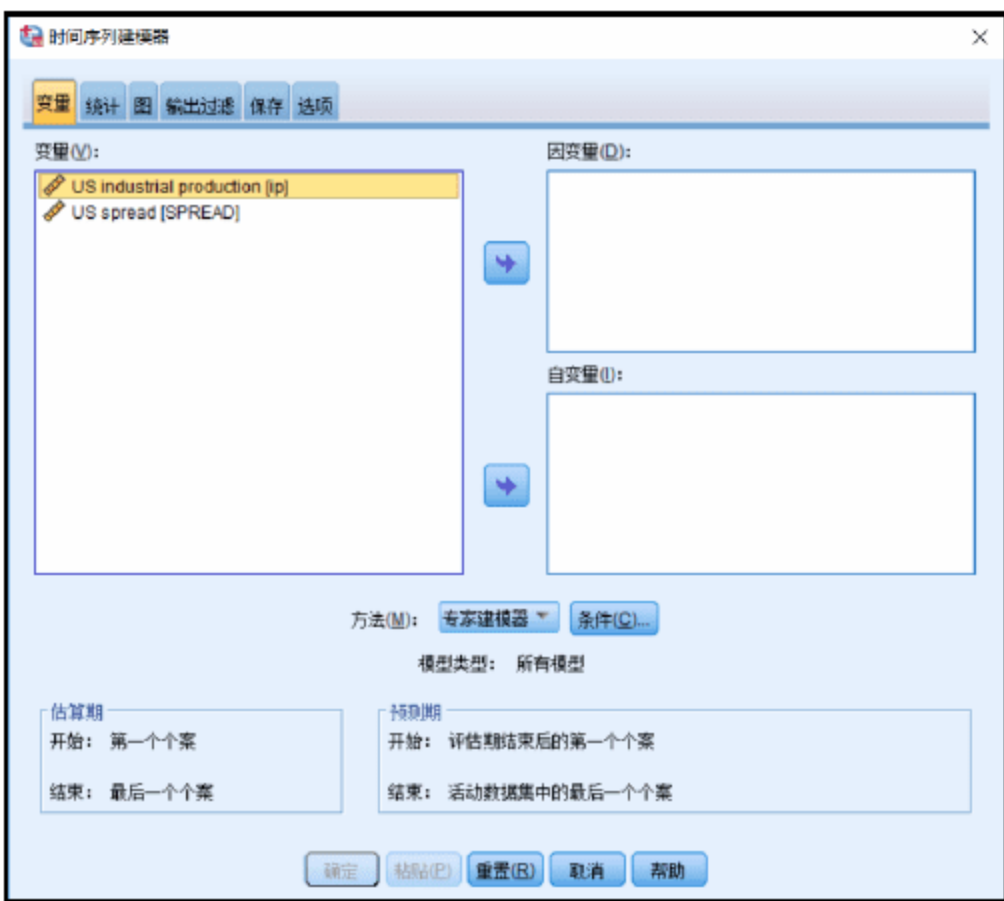 时间序列建模器
变量 统计 图 输出过滤 保存 选项
变量(V):
US industrial production [ip]
US spread [SPREAD]
因变量(D):
自变量(I):
方法(M): 专家建模器 条件(C)...
模型类型: 所有模型
估算期
开始: 第一个个案
结束: 最后一个个案
预测期
开始: 评估期结束后的第一个个案
结束: 活动数据集中的最后一个个案
确定 粘贴(P) 重置(R) 取消 帮助